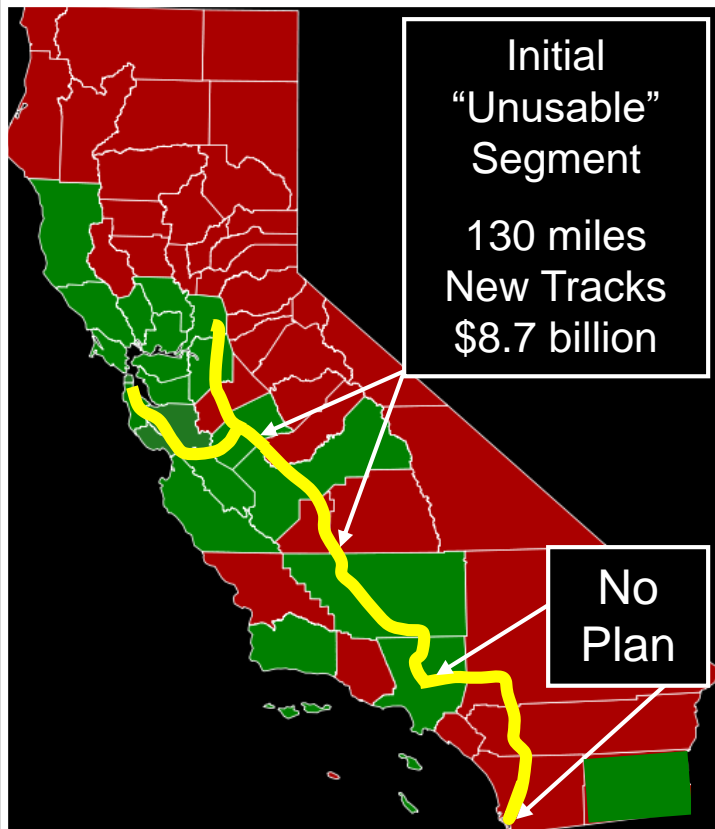 Initial
“Unusable”
Segment
130 miles
New Tracks
$8.7 billion
No
Plan